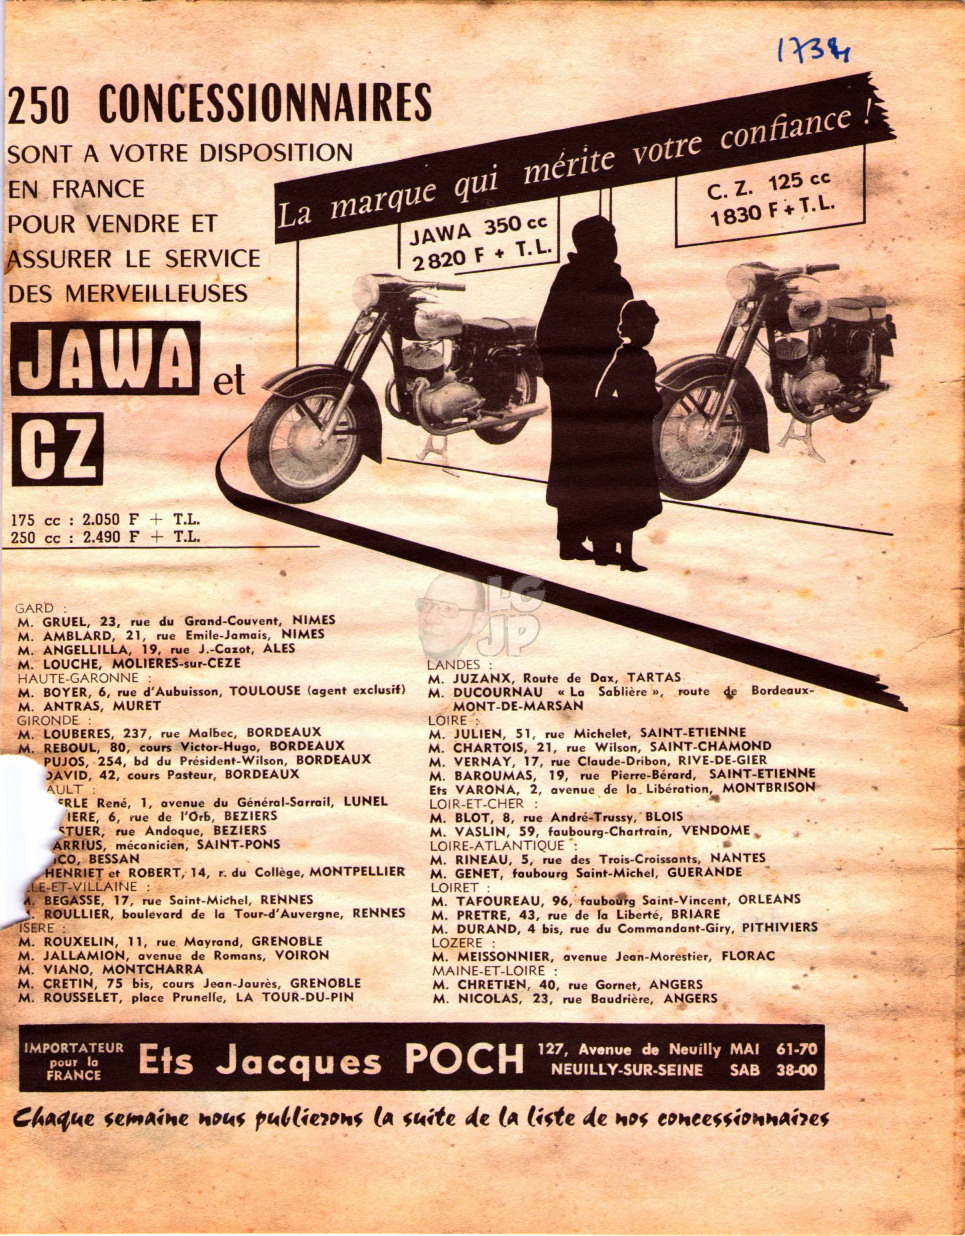 1738
250 CONCESSIONNAIRES
SONT A VOTRE DISPOSITION
EN FRANCE
POUR VENDRE ET
ASSURER LE SERVICE
DES MERVEILLEUSES
JAWA et
CZ
175 cc : 2.050 F + T.L.
250 cc : 2.490 F + T.L.
La marque qui mérite votre confiance !
JAWA 350 cc
2 820 F + T.L.
C. Z. 125 cc
1 830 F + T.L.
LG
JP
GARD :
M. GRUEL, 23, rue du Grand-Couvent, NIMES
M. AMBLARD, 21, rue Emile-Jamais, NIMES
M. ANGELLILLA, 19, rue J.-Cazot, ALES
M. LOUCHE, MOLIERES-sur-CEZE
HAUTE-GARONNE :
M. BOYER, 6, rue d'Aubuisson, TOULOUSE (agent exclusif)
M. ANTRAS, MURET
GIRONDE :
M. LOUBERES, 237, rue Malbec, BORDEAUX
M. REBOUL, 80, cours Victor-Hugo, BORDEAUX
PUJOS, 254, bd du Président-Wilson, BORDEAUX
DAVID, 42, cours Pasteur, BORDEAUX
AULT :
ERLE René, 1, avenue du Général-Sarrail, LUNEL
IERE, 6, rue de l'Orb, BEZIERS
STUER, rue Andoque, BEZIERS
ARRIUS, mécanicien, SAINT-PONS
CO, BESSAN
HENRIET et ROBERT, 14, r. du Collège, MONTPELLIER
LE-ET-VILLAINE :
M. BEGASSE, 17, rue Saint-Michel, RENNES
M. ROULLIER, boulevard de la Tour-d'Auvergne, RENNES
ISERE :
M. ROUXELIN, 11, rue Mayrand, GRENOBLE
M. JALLAMION, avenue de Romans, VOIRON
M. VIANO, MONTCHARRA
M. CRETIN, 75 bis, cours Jean-Jaurès, GRENOBLE
M. ROUSSELET, place Prunelle, LA TOUR-DU-PIN
LANDES :
M. JUZANX, Route de Dax, TARTAS
M. DUCOURNAU « La Sablière », route de Bordeaux-
MONT-DE-MARSAN
LOIRE :
M. JULIEN, 51, rue Michelet, SAINT-ETIENNE
M. CHARTOIS, 21, rue Wilson, SAINT-CHAMOND
M. VERNAY, 17, rue Claude-Dribon, RIVE-DE-GIER
M. BAROUMAS, 19, rue Pierre-Bérard, SAINT-ETIENNE
Ets VARONA, 2, avenue de la Libération, MONTBRISON
LOIR-ET-CHER :
M. BLOT, 8, rue André-Trussy, BLOIS
M. VASLIN, 59, faubourg-Chartrain, VENDOME
LOIRE-ATLANTIQUE :
M. RINEAU, 5, rue des Trois-Croissants, NANTES
M. GENET, faubourg Saint-Michel, GUERANDE
LOIRET :
M. TAFOUREAU, 96, faubourg Saint-Vincent, ORLEANS
M. PRETRE, 43, rue de la Liberté, BRIARE
M. DURAND, 4 bis, rue du Commandant-Giry, PITHIVIERS
LOZERE :
M. MEISSONNIER, avenue Jean-Morestier, FLORAC
MAINE-ET-LOIRE :
M. CHRETIEN, 40, rue Gornet, ANGERS
M. NICOLAS, 23, rue Baudrière, ANGERS
IMPORTATEUR
pour la
FRANCE
Ets Jacques POCH
127, Avenue de Neuilly MAI 61-70
NEUILLY-SUR-SEINE SAB 38-00
Chaque semaine nous publierons la suite de la liste de nos concessionnaires